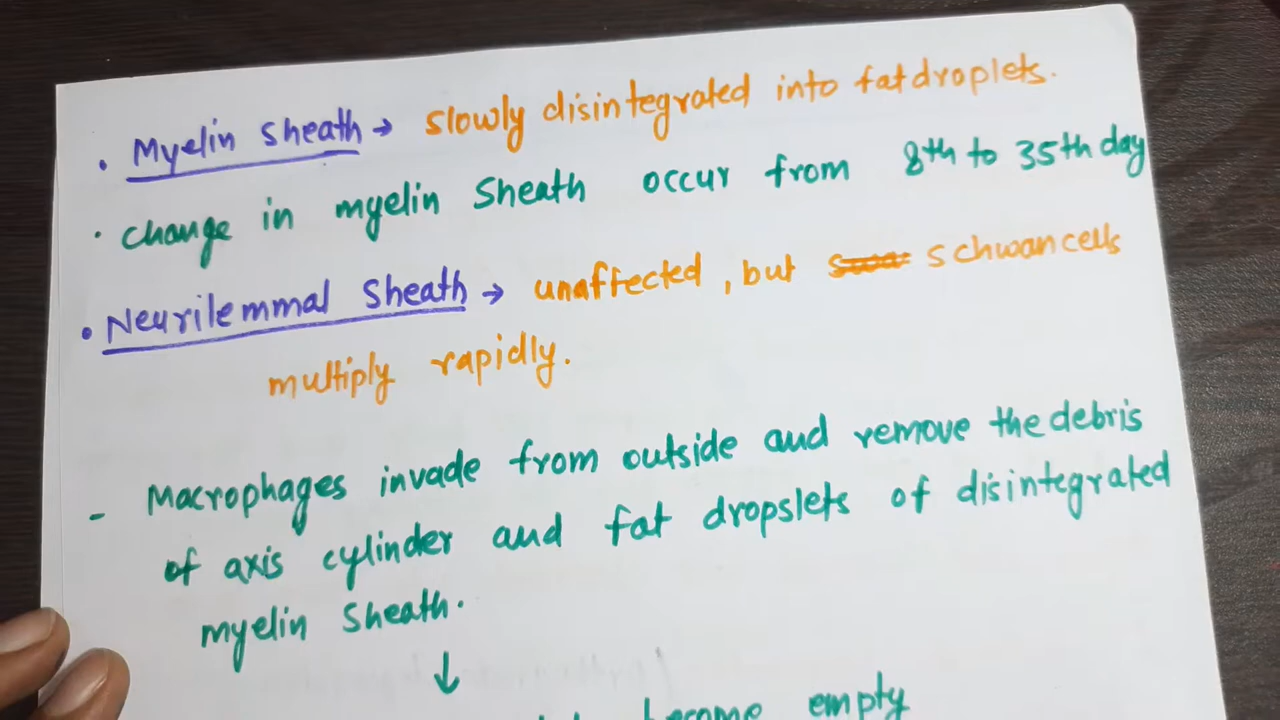 • Myelin sheath → slowly disintegrated into fat droplets.
• change in myelin sheath occur from 8th to 35th day
• Neurilemmal Sheath → unaffected, but schwan cells
multiply rapidly.
- Macrophages invade from outside and remove the debris
of axis cylinder and fat dropslets of disintegrated
myelin sheath.
↓
become empty